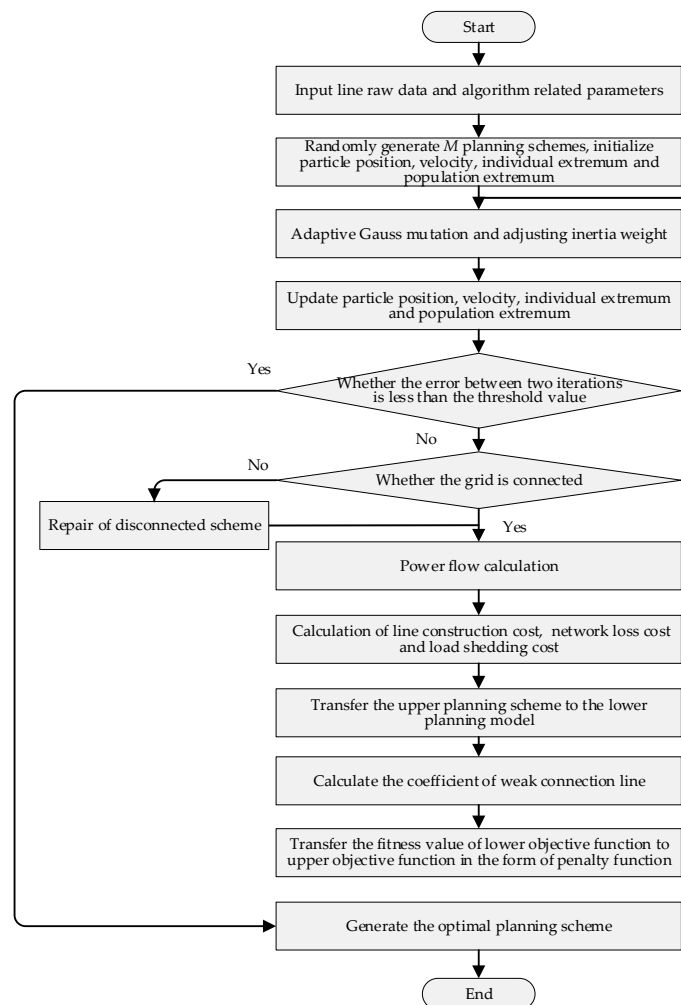 Start
Input line raw data and algorithm related parameters
Randomly generate M planning schemes, initialize
particle position, velocity, individual extremum and
population extremum
Adaptive Gauss mutation and adjusting inertia weight
Update particle position, velocity, individual extremum
and population extremum
Yes
Whether the error between two iterations
is less than the threshold value
No
No
Whether the grid is connected
Repair of disconnected scheme
Yes
Power flow calculation
Calculation of line construction cost, network loss cost
and load shedding cost
Transfer the upper planning scheme to the lower
planning model
Calculate the coefficient of weak connection line
Transfer the fitness value of lower objective function to
upper objective function in the form of penalty function
Generate the optimal planning scheme
End